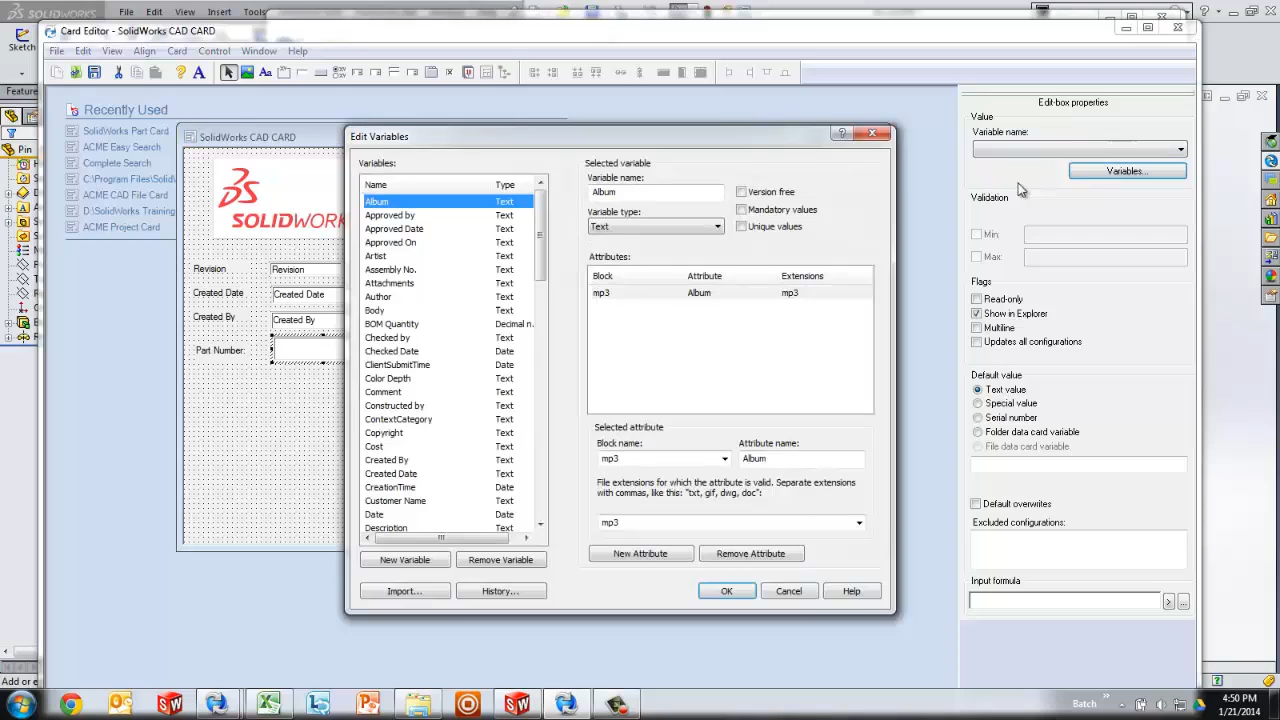 SOLIDWORKS
File Edit View Insert Tools
Card Editor - SolidWorks CAD CARD
File Edit View Align Card Control Window Help
Sketch
Features
Pin
Recently Used
SolidWorks Part Card
ACME Easy Search
Complete Search
C:\Program Files\Solid
ACME CAD File Card
D:\SolidWorks Training
ACME Project Card
SolidWorks CAD CARD
SOLIDWORK
Revision
Revision
Created Date
Created Date
Created By
Created By
Part Number:
Edit Variables
Variables:
Name Type
Album Text
Approved by Text
Approved Date Text
Approved On Text
Artist Text
Assembly No. Text
Attachments Text
Author Text
Body Text
BOM Quantity Decimal n.
Checked by Text
Checked Date Date
ClientSubmitTime Date
Color Depth Text
Comment Text
Constructed by Text
ContextCategory Text
Copyright Text
Cost Text
Created By Text
Created Date Text
CreationTime Date
Customer Name Text
Date Date
Description Text
New Variable Remove Variable
Import... History...
Selected variable
Variable name:
Album
Version free
Mandatory values
Unique values
Variable type:
Text
Attributes:
Block Attribute Extensions
mp3 Album mp3
Selected attribute
Block name: Attribute name:
mp3 Album
File extensions for which the attribute is valid. Separate extensions
with commas, like this: "txt, gif, dwg, doc":
mp3
New Attribute Remove Attribute
OK Cancel Help
Edit-box properties
Value
Variable name:
Variables...
Validation
Min:
Max:
Flags
Read-only
Show in Explorer
Multiline
Updates all configurations
Default value
Text value
Special value
Serial number
Folder data card variable
File data card variable
Default overwrites
Excluded configurations:
Input formula
Add or e
Batch
4:50 PM
1/21/2014